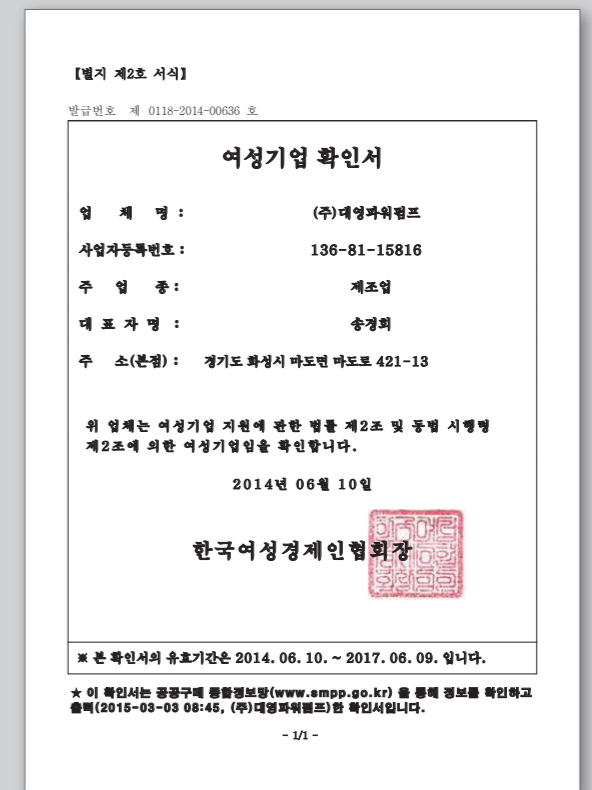 【별지 제2호 서식】
발급번호 제 0118-2014-00636 호
여성기업 확인서
업 체 명 : (주)대영파워펌프
사업자등록번호 : 136-81-15816
주 업 종 : 제조업
대 표 자 명 : 송경희
주 소(본점) : 경기도 화성시 마도면 마도로 421-13
위 업체는 여성기업 지원에 관한 법률 제2조 및 동법 시행령
제2조에 의한 여성기업임을 확인합니다.
2014년 06월 10일
한국여성경제인협회장
※ 본 확인서의 유효기간은 2014. 06. 10. ~ 2017. 06. 09. 입니다.
★ 이 확인서는 공공구매 종합정보망(www.smpp.go.kr) 을 통해 정보를 확인하고
출력(2015-03-03 08:45, (주)대영파워펌프)한 확인서입니다.
- 1/1 -